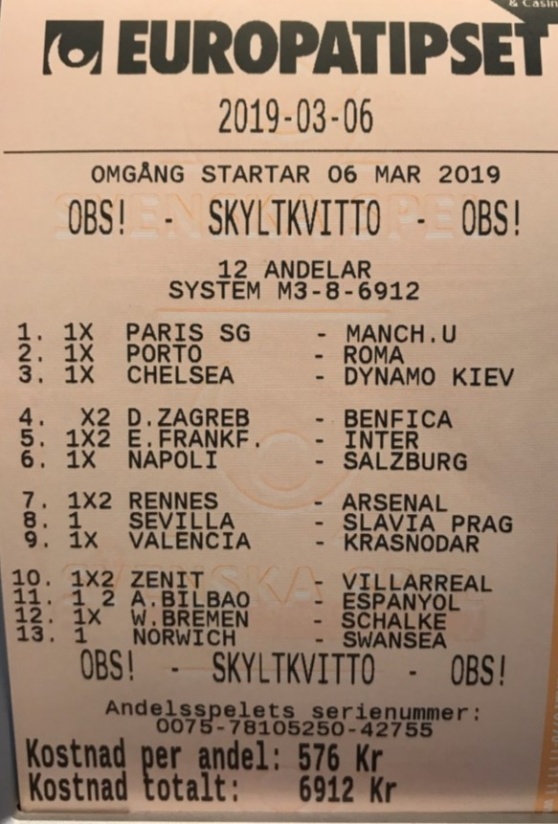 & Casin
EUROPATIPSET
2019-03-06
OMGÅNG STARTAR 06 MAR 2019
OBS! - SKYLTKVITTO - OBS!
12 ANDELAR
SYSTEM M3-8-6912
1. 1X PARIS SG - MANCH.U
2. 1X PORTO - ROMA
3. 1X CHELSEA - DYNAMO KIEV
4. X2 D.ZAGREB - BENFICA
5. 1X2 E.FRANKF. - INTER
6. 1X NAPOLI - SALZBURG
7. 1X2 RENNES - ARSENAL
8. 1 SEVILLA - SLAVIA PRAG
9. 1X VALENCIA - KRASNODAR
10. 1X2 ZENIT - VILLARREAL
11. 1 2 A.BILBAO - ESPANYOL
12. 1X W.BREMEN - SCHALKE
13. 1 NORWICH - SWANSEA
OBS! - SKYLTKVITTO - OBS!
Andelsspelets serienummer:
0075-78105250-42755
Kostnad per andel: 576 Kr
Kostnad totalt: 6912 Kr